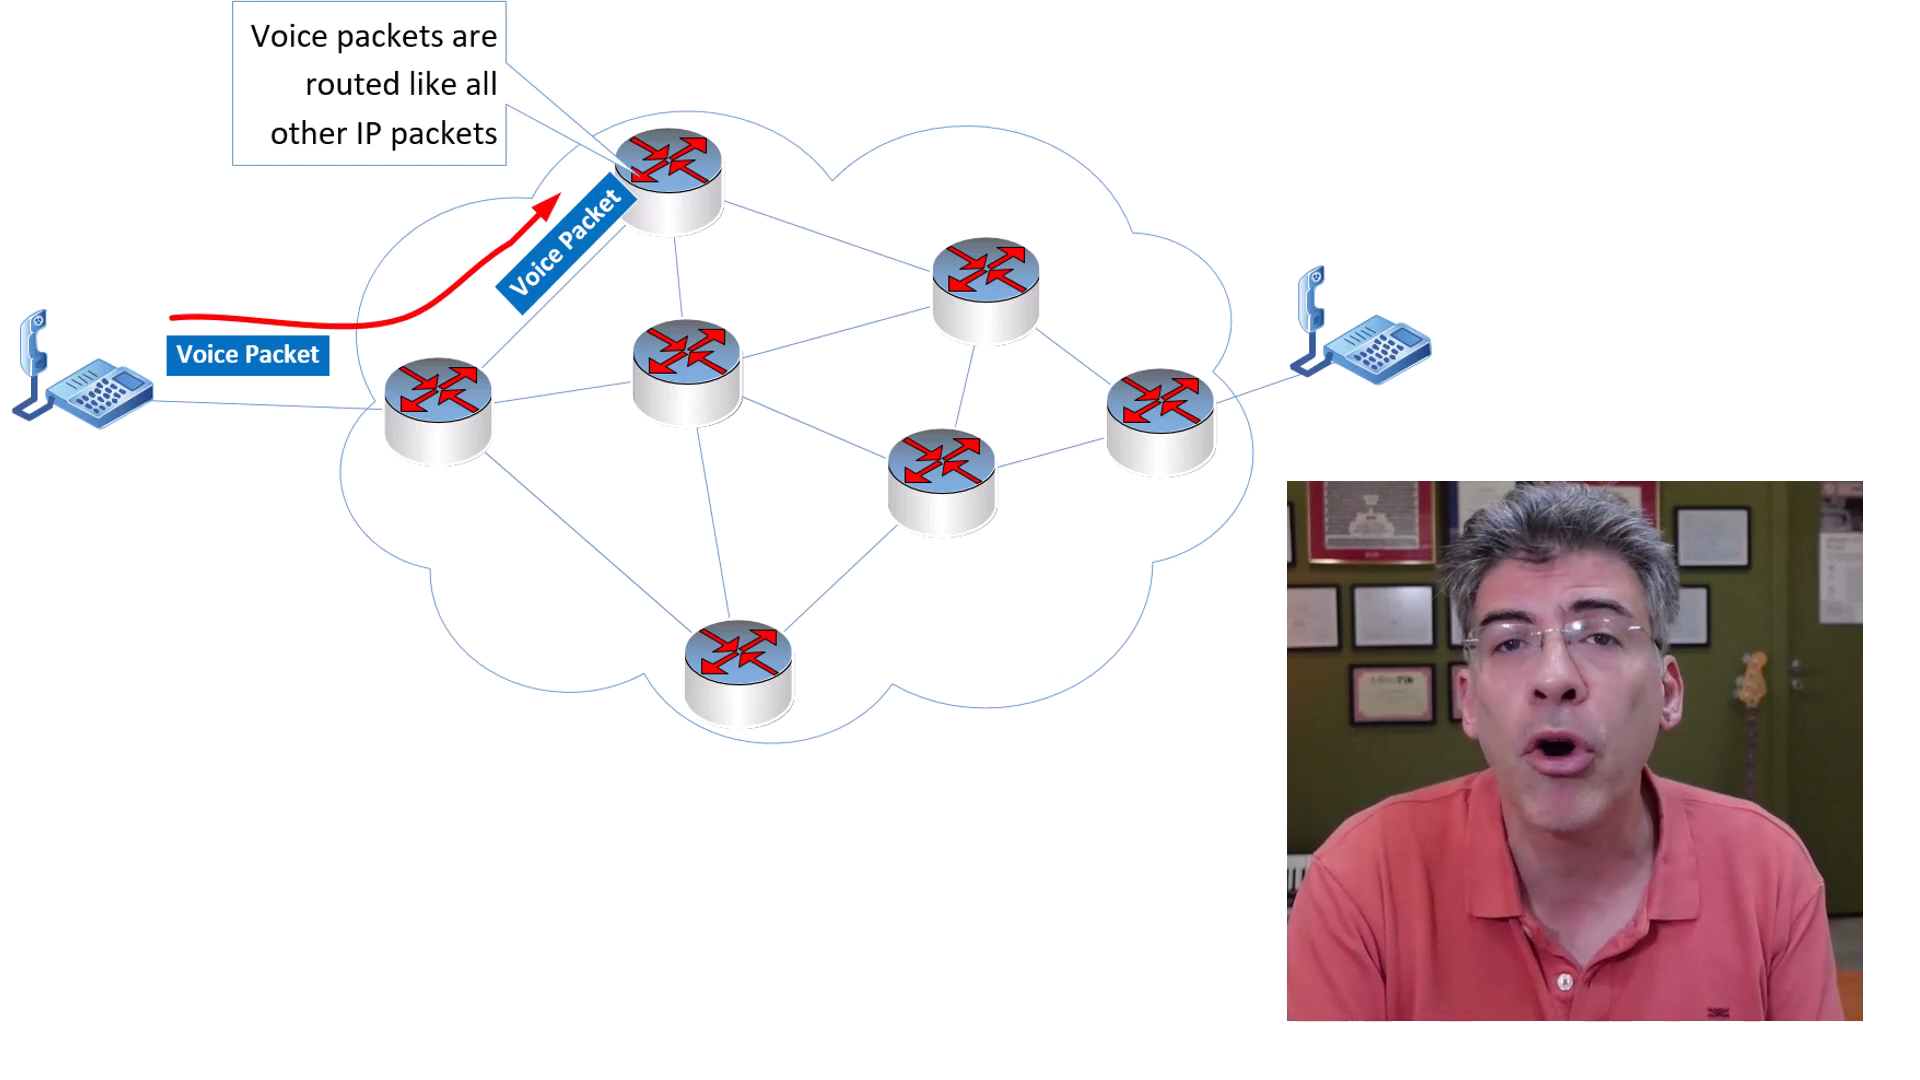 Voice packets are
routed like all
other IP packets
Voice Packet
Voice Packet